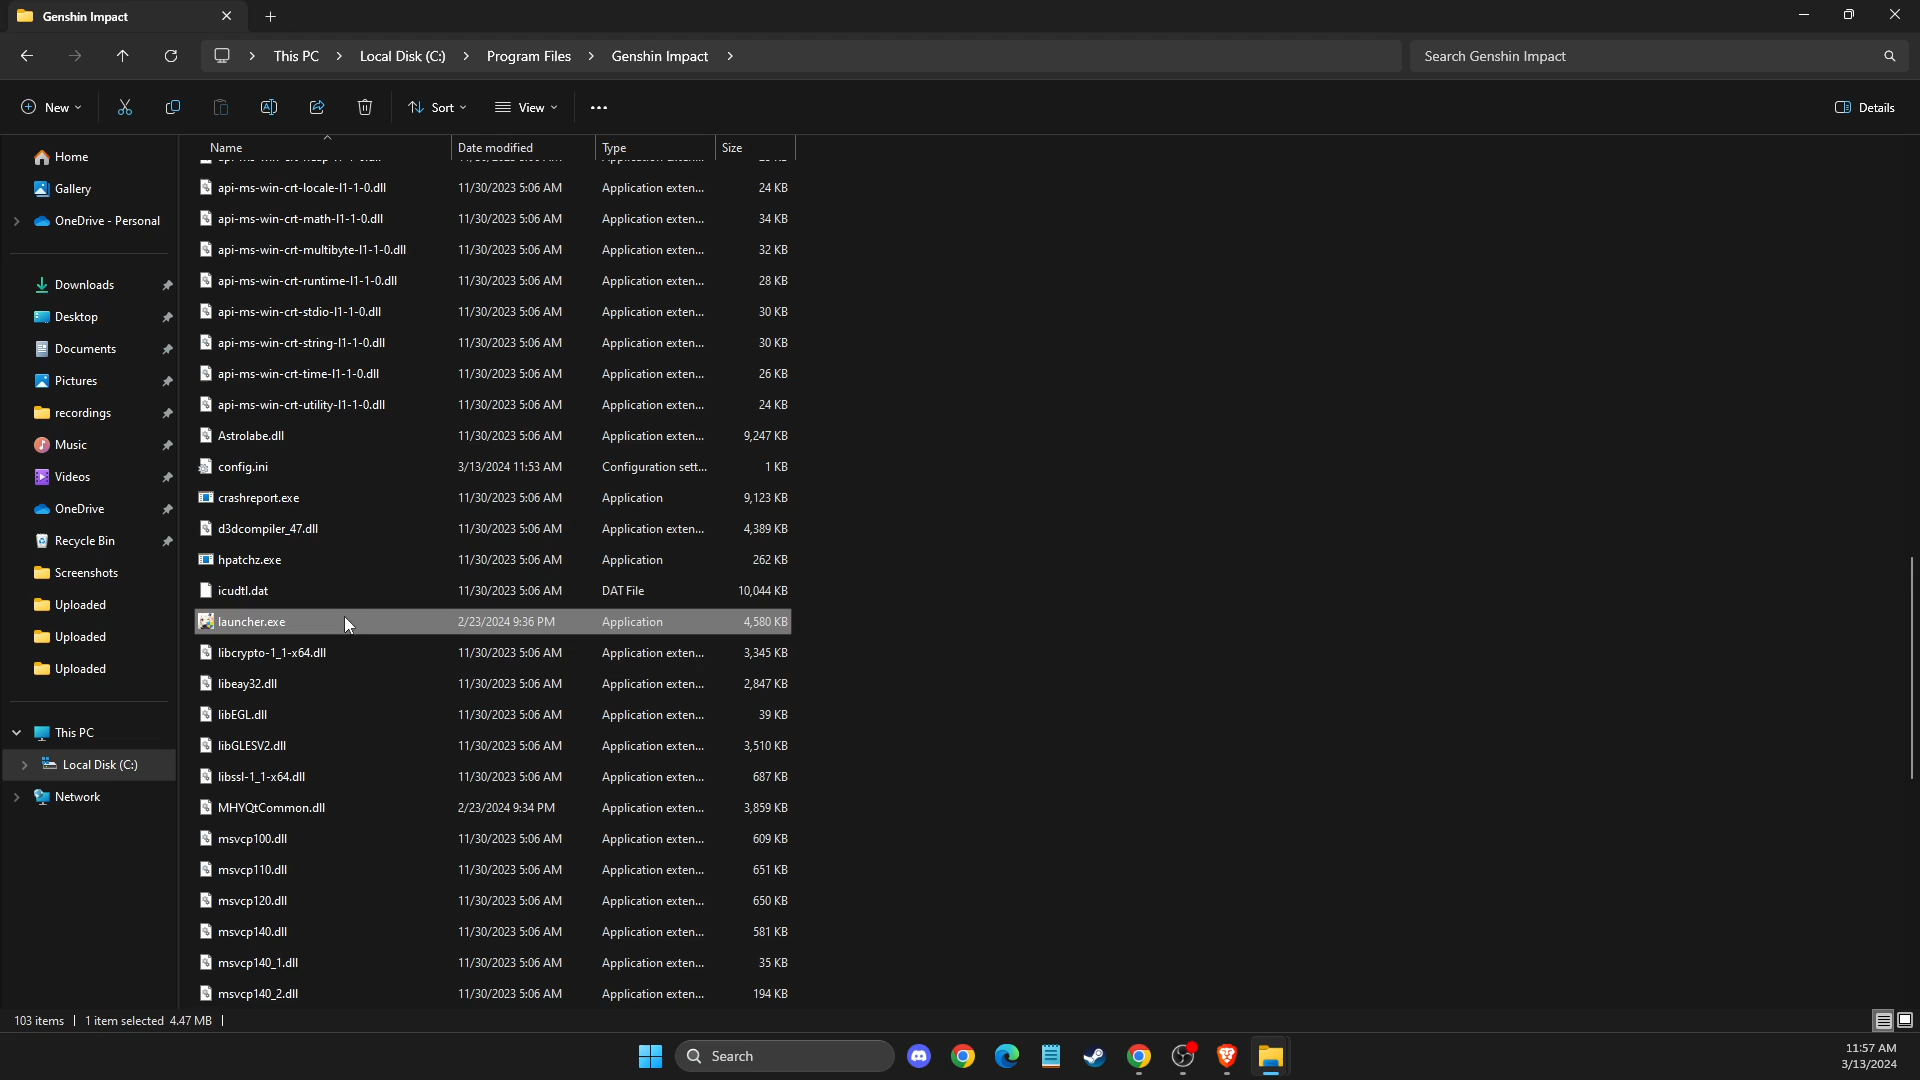 Genshin Impact
This PC > Local Disk (C:) > Program Files > Genshin Impact >
Search Genshin Impact
New
Sort
View
Details
Home
Gallery
OneDrive - Personal
Downloads
Desktop
Documents
Pictures
recordings
Music
Videos
OneDrive
Recycle Bin
Screenshots
Uploaded
Uploaded
Uploaded
This PC
Local Disk (C:)
Network
Name Date modified Type Size
api-ms-win-crt-locale-l1-1-0.dll 11/30/2023 5:06 AM Application exten... 24 KB
api-ms-win-crt-math-l1-1-0.dll 11/30/2023 5:06 AM Application exten... 34 KB
api-ms-win-crt-multibyte-l1-1-0.dll 11/30/2023 5:06 AM Application exten... 32 KB
api-ms-win-crt-runtime-l1-1-0.dll 11/30/2023 5:06 AM Application exten... 28 KB
api-ms-win-crt-stdio-l1-1-0.dll 11/30/2023 5:06 AM Application exten... 30 KB
api-ms-win-crt-string-l1-1-0.dll 11/30/2023 5:06 AM Application exten... 30 KB
api-ms-win-crt-time-l1-1-0.dll 11/30/2023 5:06 AM Application exten... 26 KB
api-ms-win-crt-utility-l1-1-0.dll 11/30/2023 5:06 AM Application exten... 24 KB
Astrolabe.dll 11/30/2023 5:06 AM Application exten... 9,247 KB
config.ini 3/13/2024 11:53 AM Configuration sett... 1 KB
crashreport.exe 11/30/2023 5:06 AM Application 9,123 KB
d3dcompiler_47.dll 11/30/2023 5:06 AM Application exten... 4,389 KB
hpatchz.exe 11/30/2023 5:06 AM Application 262 KB
icudtl.dat 11/30/2023 5:06 AM DAT File 10,044 KB
launcher.exe 2/23/2024 9:36 PM Application 4,580 KB
libcrypto-1_1-x64.dll 11/30/2023 5:06 AM Application exten... 3,345 KB
libeay32.dll 11/30/2023 5:06 AM Application exten... 2,847 KB
libEGL.dll 11/30/2023 5:06 AM Application exten... 39 KB
libGLESV2.dll 11/30/2023 5:06 AM Application exten... 3,510 KB
libssl-1_1-x64.dll 11/30/2023 5:06 AM Application exten... 687 KB
MHYQtCommon.dll 2/23/2024 9:34 PM Application exten... 3,859 KB
msvcp100.dll 11/30/2023 5:06 AM Application exten... 609 KB
msvcp110.dll 11/30/2023 5:06 AM Application exten... 651 KB
msvcp120.dll 11/30/2023 5:06 AM Application exten... 650 KB
msvcp140.dll 11/30/2023 5:06 AM Application exten... 581 KB
msvcp140_1.dll 11/30/2023 5:06 AM Application exten... 35 KB
msvcp140_2.dll 11/30/2023 5:06 AM Application exten... 194 KB
103 items | 1 item selected 4.47 MB |
Search
11:57 AM
3/13/2024